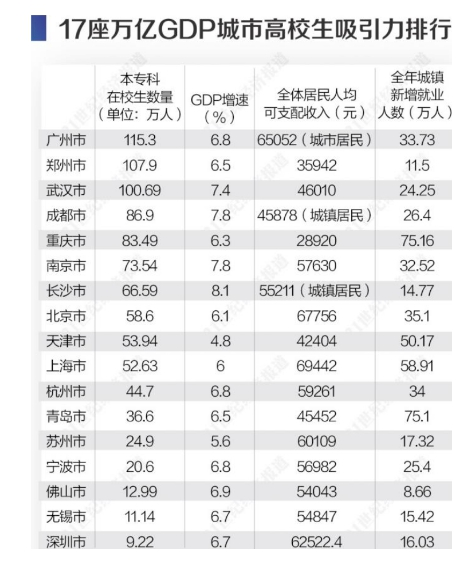 17座万亿GDP城市高校生吸引力排行
本专科
在校生数量
（单位：万人）
GDP增速
（%）
全体居民人均
可支配收入（元）
全年城镇
新增就业
人数（万人）
广州市 115.3 6.8 65052（城市居民） 33.73
郑州市 107.9 6.5 35942 11.5
武汉市 100.69 7.4 46010 24.25
成都市 86.9 7.8 45878（城镇居民） 26.4
重庆市 83.49 6.3 28920 75.16
南京市 73.54 7.8 57630 32.52
长沙市 66.59 8.1 55211（城镇居民） 14.77
北京市 58.6 6.1 67756 35.1
天津市 53.94 4.8 42404 50.17
上海市 52.63 6 69442 58.91
杭州市 44.7 6.8 59261 34
青岛市 36.6 6.5 45452 75.1
苏州市 24.9 5.6 60109 17.32
宁波市 20.6 6.8 56982 25.4
佛山市 12.99 6.9 54043 8.66
无锡市 11.14 6.7 54847 15.42
深圳市 9.22 6.7 62522.4 16.03